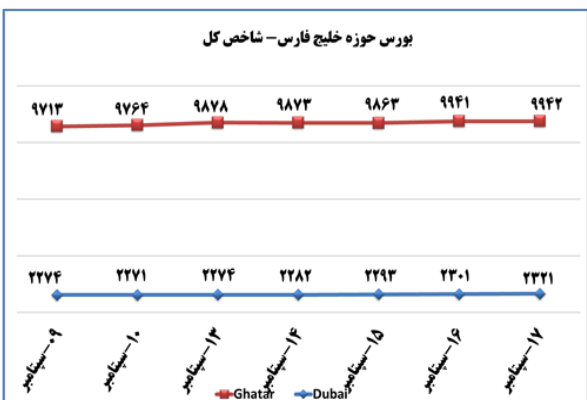 بورس حوزه خلیج فارس– شاخص کل
۹۷۱۳ ۹۷۶۴ ۹۸۷۸ ۹۸۷۳ ۹۸۶۳ ۹۹۴۱ ۹۹۴۲
۲۲۷۴ ۲۲۷۱ ۲۲۷۴ ۲۲۸۲ ۲۲۹۳ ۲۳۰۱ ۲۳۲۱
۰۹-سپتامبر ۱۰-سپتامبر ۱۳-سپتامبر ۱۴-سپتامبر ۱۵-سپتامبر ۱۶-سپتامبر ۱۷-سپتامبر
Ghatar Dubai